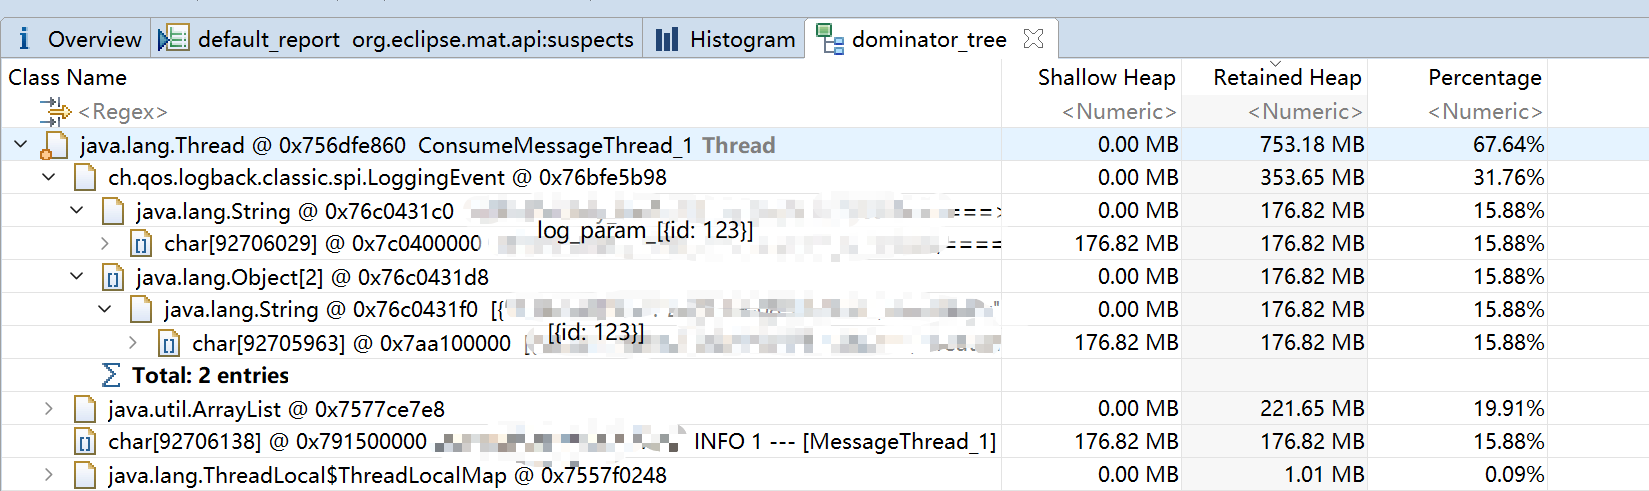 Overview default_report org.eclipse.mat.api:suspects Histogram dominator_tree
Class Name Shallow Heap Retained Heap Percentage
<Regex> <Numeric> <Numeric> <Numeric>
java.lang.Thread @ 0x756dfe860 ConsumeMessageThread_1 Thread 0.00 MB 753.18 MB 67.64%
ch.qos.logback.classic.spi.LoggingEvent @ 0x76bfe5b98 0.00 MB 353.65 MB 31.76%
java.lang.String @ 0x76c0431c0 ===> 0.00 MB 176.82 MB 15.88%
log_param_[{id: 123}]
char[92706029] @ 0x7c0400000 ==== 176.82 MB 176.82 MB 15.88%
java.lang.Object[2] @ 0x76c0431d8 0.00 MB 176.82 MB 15.88%
java.lang.String @ 0x76c0431f0 [{" 0.00 MB 176.82 MB 15.88%
[{id: 123}]
char[92705963] @ 0x7aa100000 176.82 MB 176.82 MB 15.88%
Total: 2 entries
java.util.ArrayList @ 0x7577ce7e8 0.00 MB 221.65 MB 19.91%
char[92706138] @ 0x791500000 INFO 1 --- [MessageThread_1] 176.82 MB 176.82 MB 15.88%
java.lang.ThreadLocal$ThreadLocalMap @ 0x7557f0248 0.00 MB 1.01 MB 0.09%